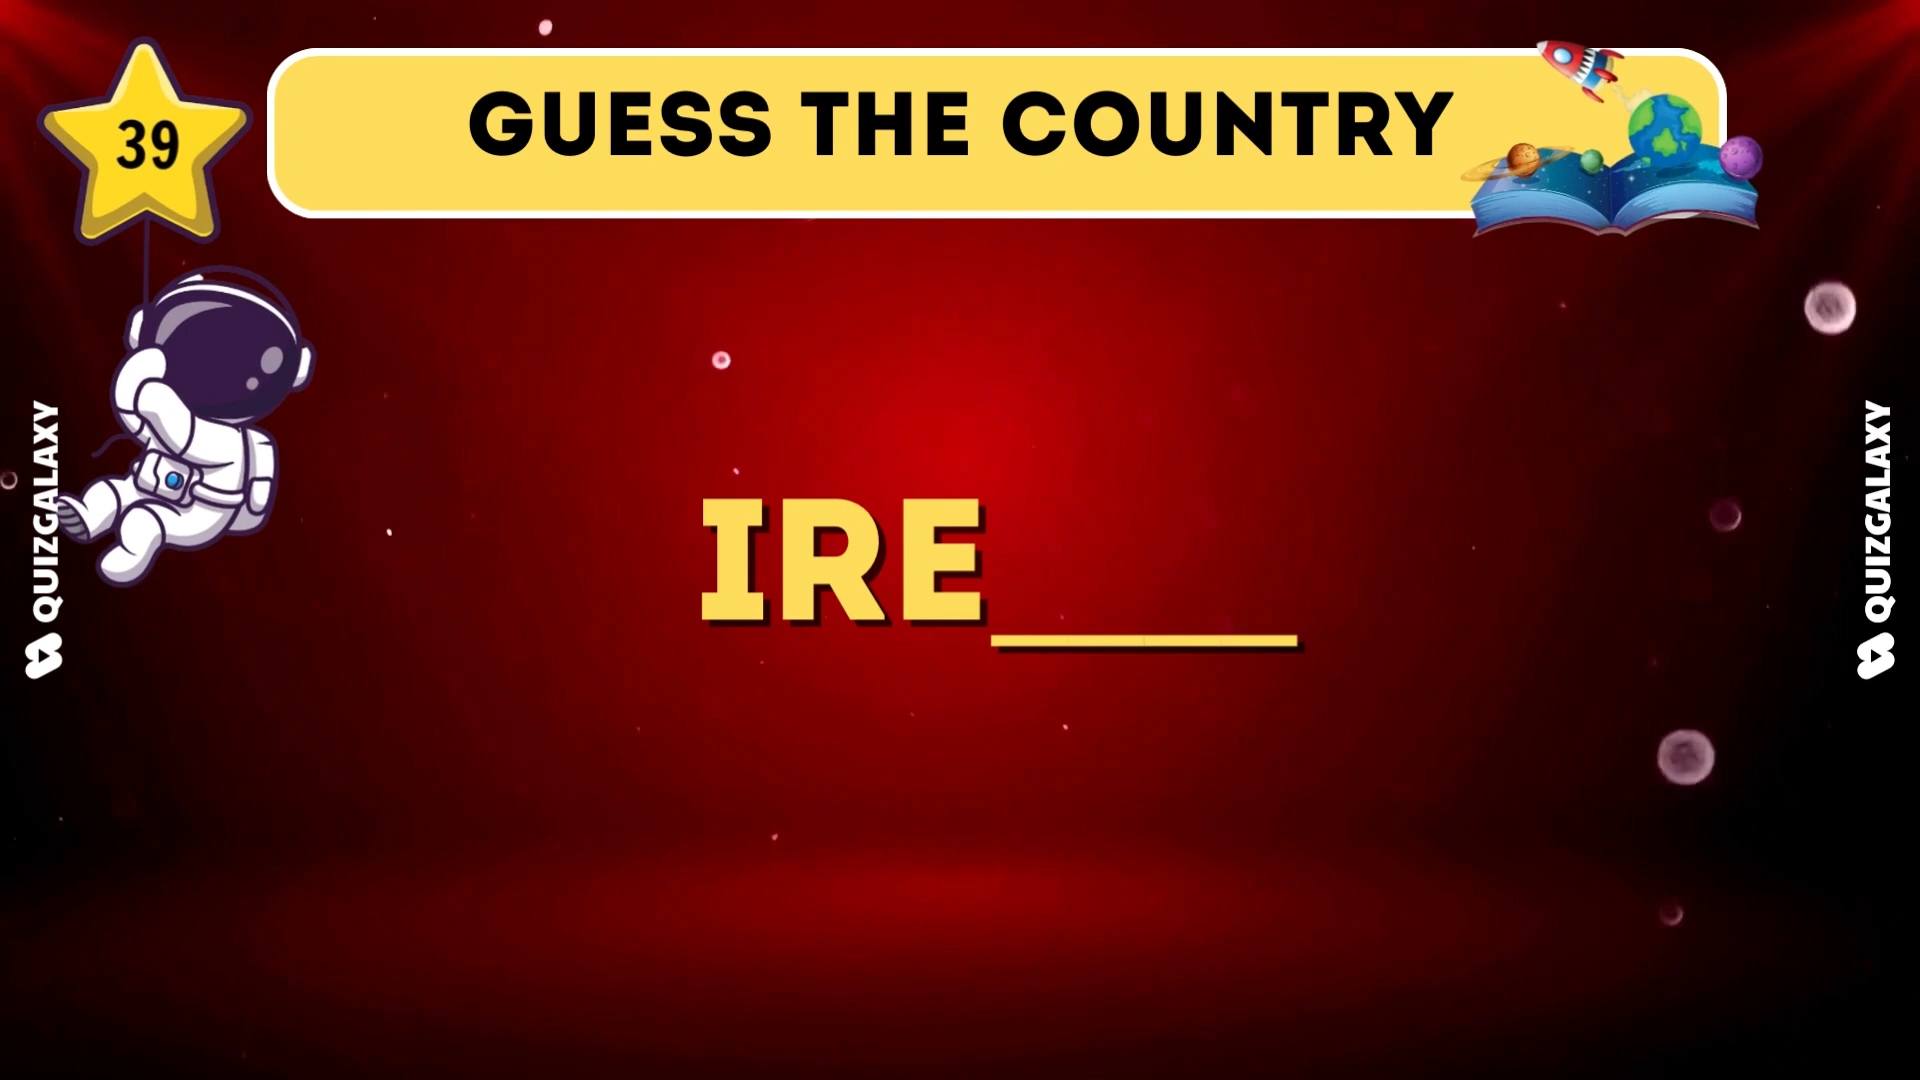 39
GUESS THE COUNTRY
IRE____
QUIZGALAXY
QUIZGALAXY